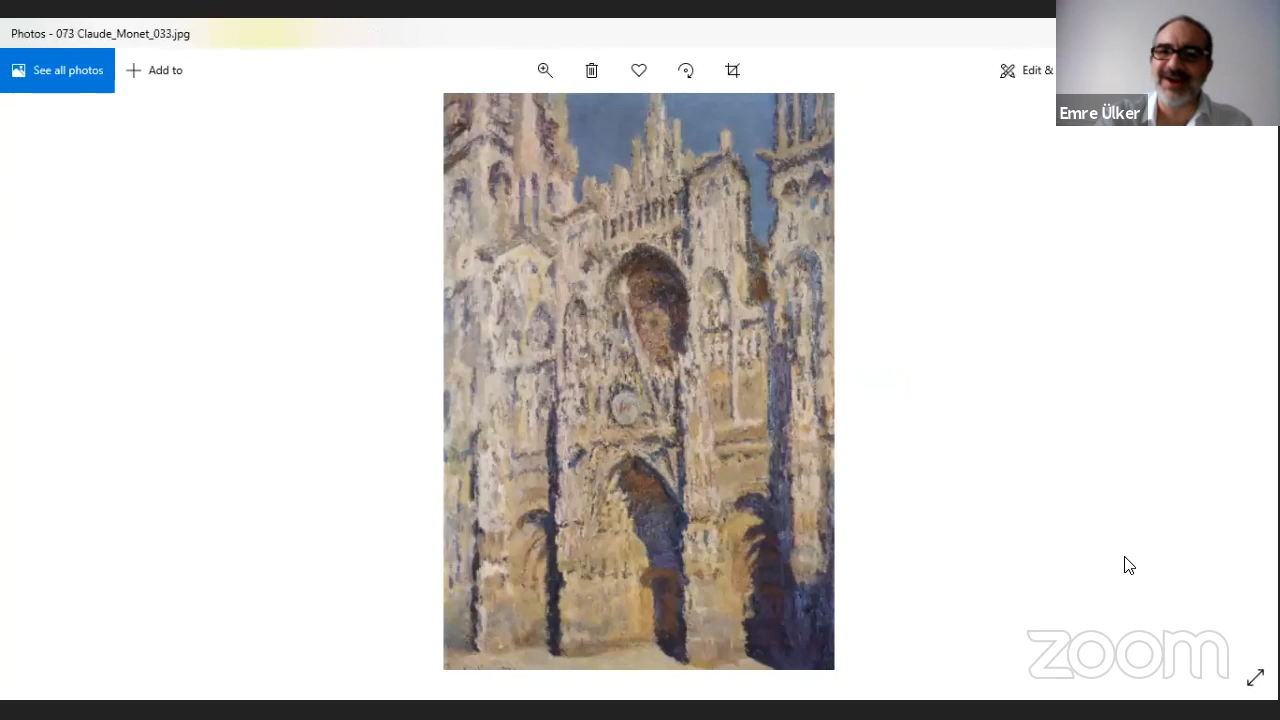 Photos - 073 Claude_Monet_033.jpg
See all photos
Add to
Edit &
Emre Ülker
zoom